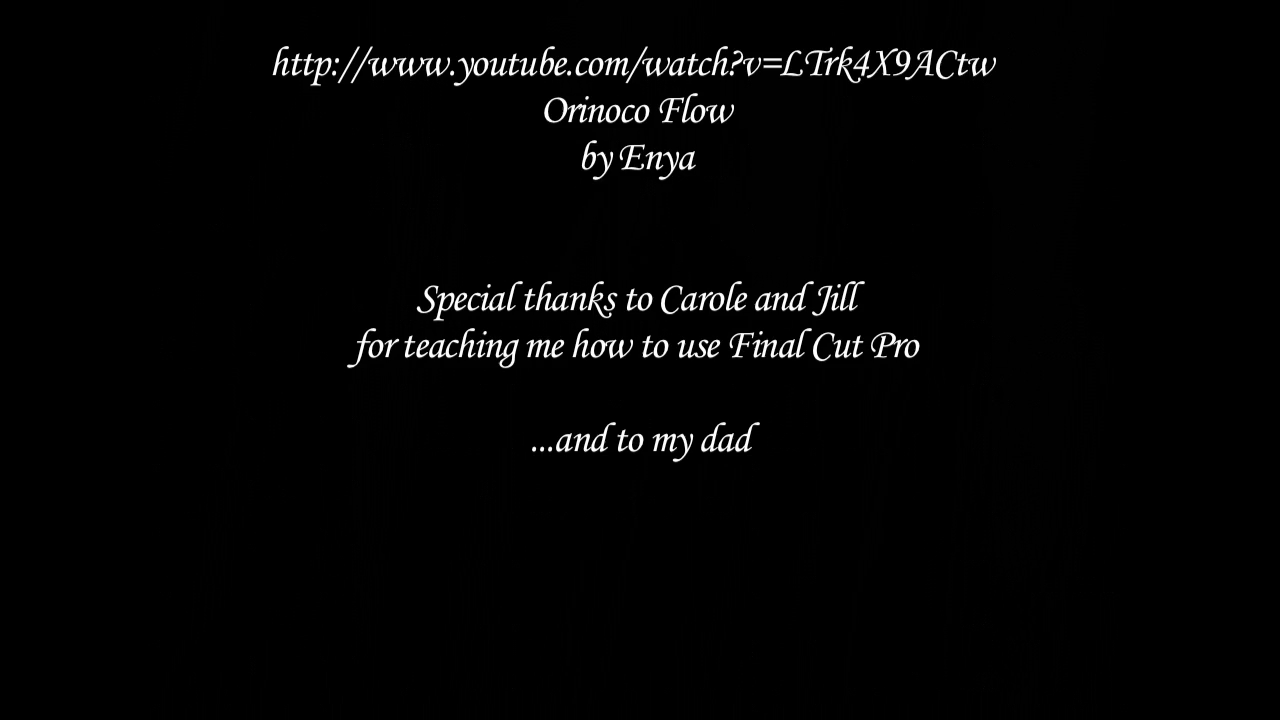 http://www.youtube.com/watch?v=LTrk4X9ACtw
Orinoco Flow
by Enya
Special thanks to Carole and Jill
for teaching me how to use Final Cut Pro
...and to my dad